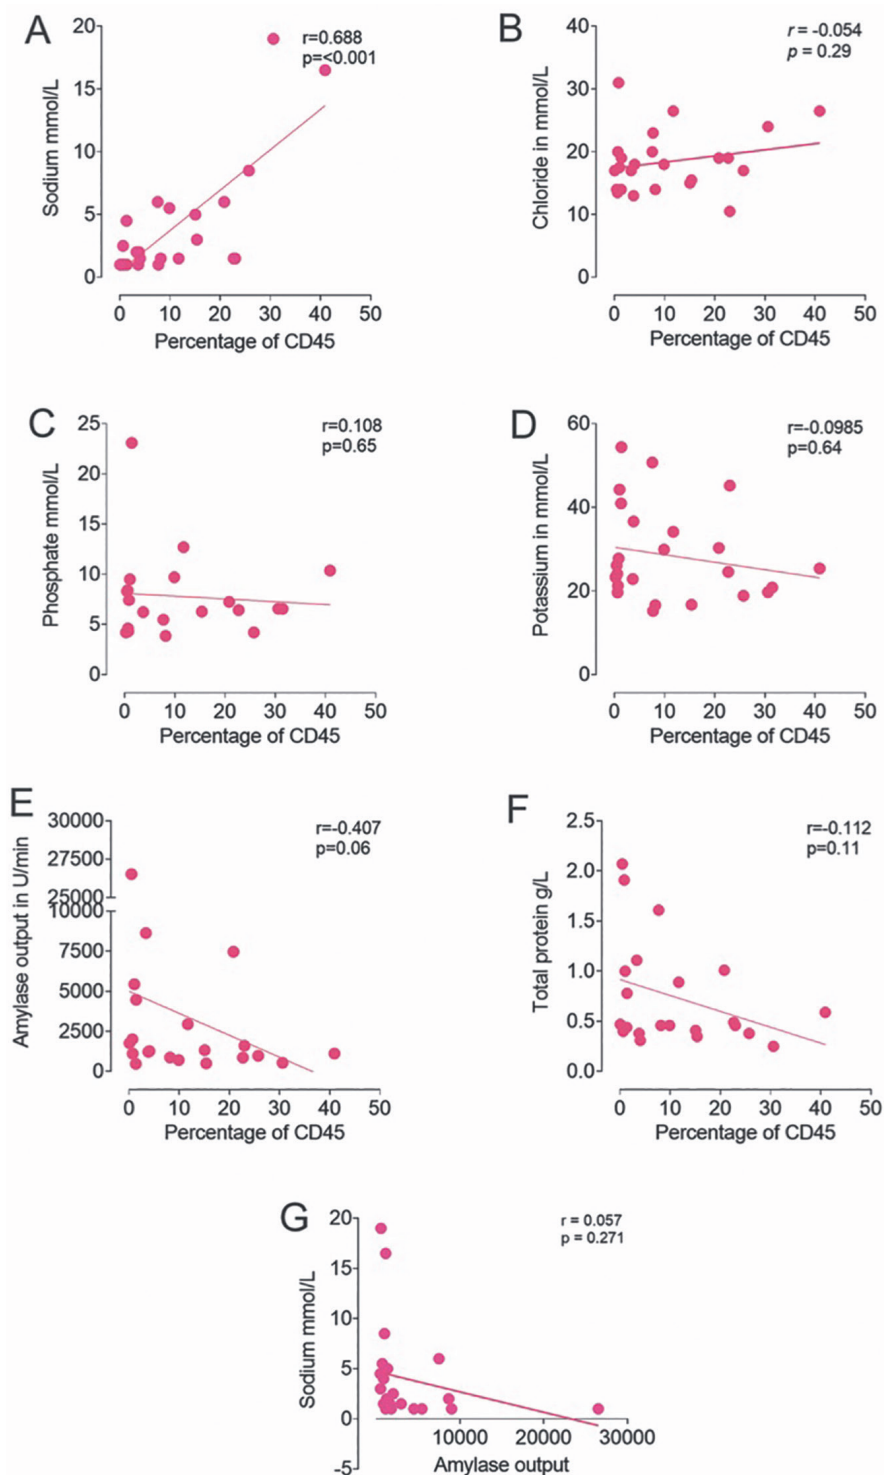 A
r=0.688
p=<0.001
Sodium mmol/L
20
15
10
5
0
0 10 20 30 40 50
Percentage of CD45
B
r = -0.054
p = 0.29
Chloride in mmol/L
40
30
20
10
0
0 10 20 30 40 50
Percentage of CD45
C
r=0.108
p=0.65
Phosphate mmol/L
25
20
15
10
5
0
0 10 20 30 40 50
Percentage of CD45
D
r=-0.0985
p=0.64
Potassium in mmol/L
60
40
20
0
0 10 20 30 40 50
Percentage of CD45
E
r=-0.407
p=0.06
Amylase output in U/min
30000
27500
25000
10000
7500
5000
2500
0
0 10 20 30 40 50
Percentage of CD45
F
r=-0.112
p=0.11
Total protein g/L
2.5
2.0
1.5
1.0
0.5
0.0
0 10 20 30 40 50
Percentage of CD45
G
r = 0.057
p = 0.271
Sodium mmol/L
20
15
10
5
0
-5
10000 20000 30000
Amylase output